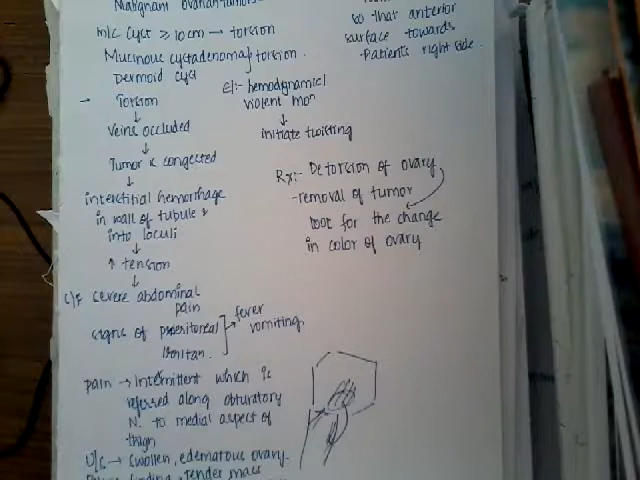 Malignant ovarian tumors
m/c cyst ≥ 10cm → torsion
Mucinous cystadenoma } torsion.
Dermoid cyst
→ Torsion
↓
Veins occluded
↓
Tumor is congested
↓
interstitial hemorrhage
in wall of tubule &
into loculi
↓
↑ tension
↓
C/F severe abdominal
pain
signs of peritoneal
irritan.
→ fever
vomiting.
pain → intermittent which is
referred along obturatory
N. to medial aspect of
thigh
U/S → swollen, edematous ovary.
tender mass
so that anterior
surface towards
- Patients right side.
E/:- hemodynamic /
violent mon
↓
initiate twisting
Rx:- Detorsion of ovary
- removal of tumor
look for the change
in color of ovary